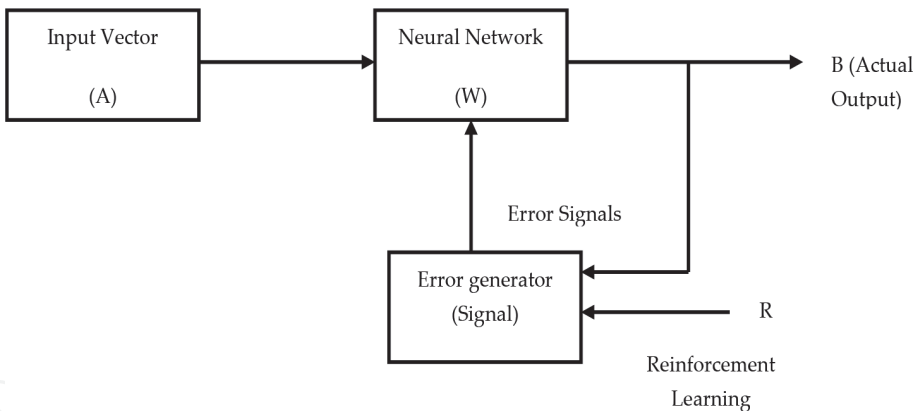 Input Vector
(A)
Neural Network
(W)
B (Actual
Output)
Error Signals
Error generator
(Signal)
R
Reinforcement
Learning